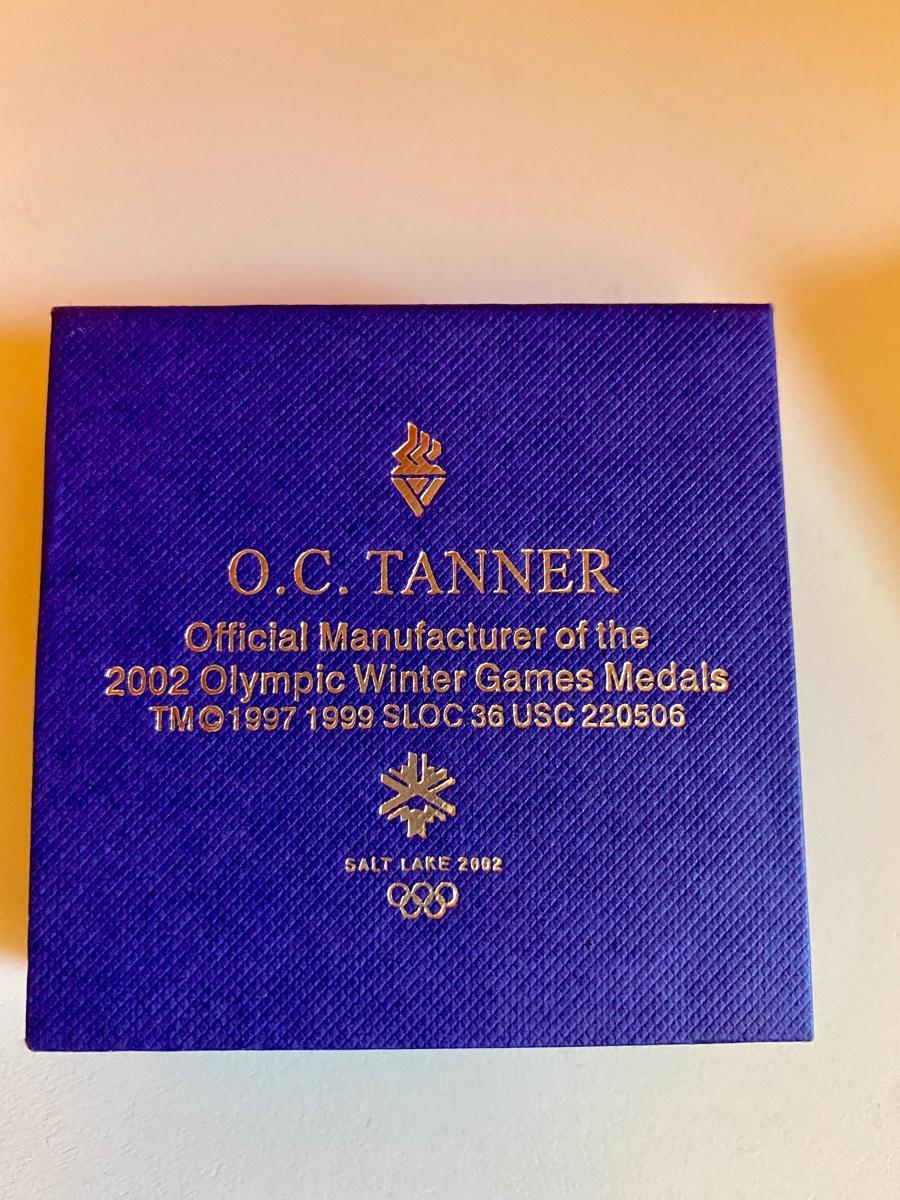 O.C. TANNER
Official Manufacturer of the
2002 Olympic Winter Games Medals
TM©1997 1999 SLOC 36 USC 220506
SALT LAKE 2002